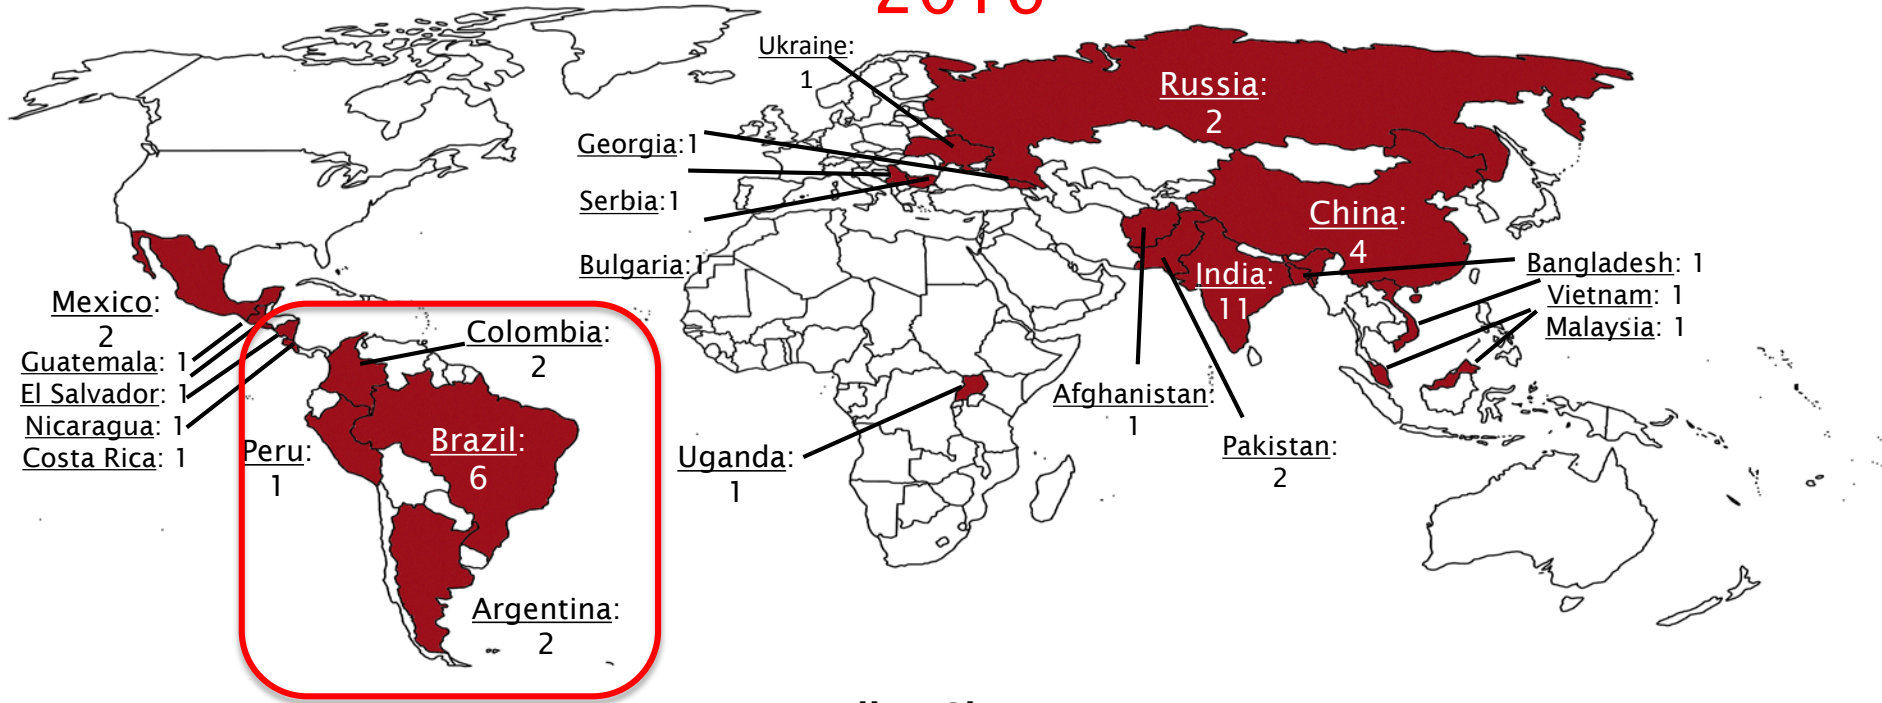 2016
Ukraine:
1
Russia:
2
Georgia:1
Serbia:1
Bulgaria:1
China:
4
India:
11
Bangladesh: 1
Vietnam: 1
Malaysia: 1
Mexico:
2
Guatemala: 1
El Salvador: 1
Nicaragua: 1
Costa Rica: 1
Colombia:
2
Peru:
1
Brazil:
6
Argentina:
2
Uganda:
1
Afghanistan:
1
Pakistan:
2